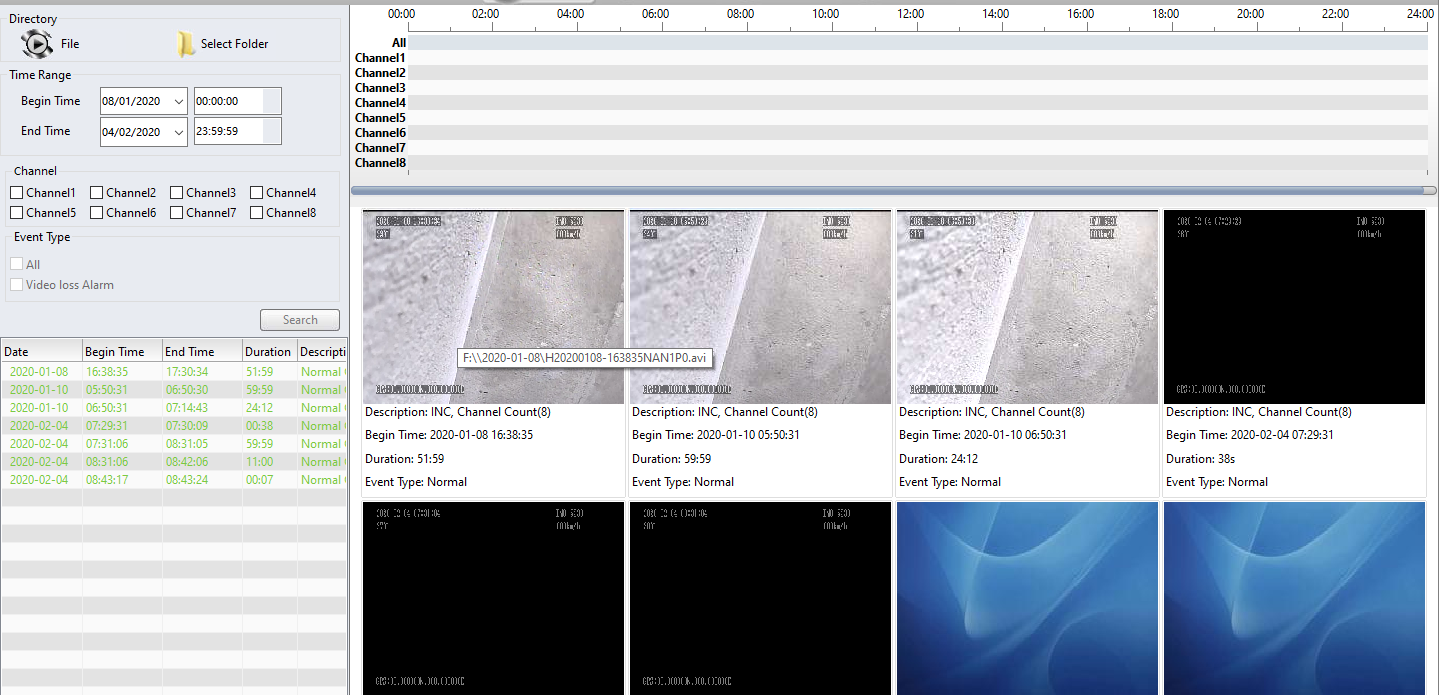 Directory
File
Select Folder
Time Range
Begin Time
08/01/2020
00:00:00
End Time
04/02/2020
23:59:59
Channel
Channel1 Channel2 Channel3 Channel4
Channel5 Channel6 Channel7 Channel8
Event Type
All
Video loss Alarm
Search
Date Begin Time End Time Duration Descripti
2020-01-08 16:38:35 17:30:34 51:59 Normal
2020-01-10 05:50:31 06:50:30 59:59 Normal
2020-01-10 06:50:31 07:14:43 24:12 Normal
2020-02-04 07:29:31 07:30:09 00:38 Normal
2020-02-04 07:31:06 08:31:05 59:59 Normal
2020-02-04 08:31:06 08:42:06 11:00 Normal
2020-02-04 08:43:17 08:43:24 00:07 Normal
00:00 02:00 04:00 06:00 08:00 10:00 12:00 14:00 16:00 18:00 20:00 22:00 24:00
All
Channel1
Channel2
Channel3
Channel4
Channel5
Channel6
Channel7
Channel8
F:\\2020-01-08\H20200108-163835NAN1P0.avi
Description: INC, Channel Count(8)
Begin Time: 2020-01-08 16:38:35
Duration: 51:59
Event Type: Normal
Description: INC, Channel Count(8)
Begin Time: 2020-01-10 05:50:31
Duration: 59:59
Event Type: Normal
Description: INC, Channel Count(8)
Begin Time: 2020-01-10 06:50:31
Duration: 24:12
Event Type: Normal
Description: INC, Channel Count(8)
Begin Time: 2020-02-04 07:29:31
Duration: 38s
Event Type: Normal